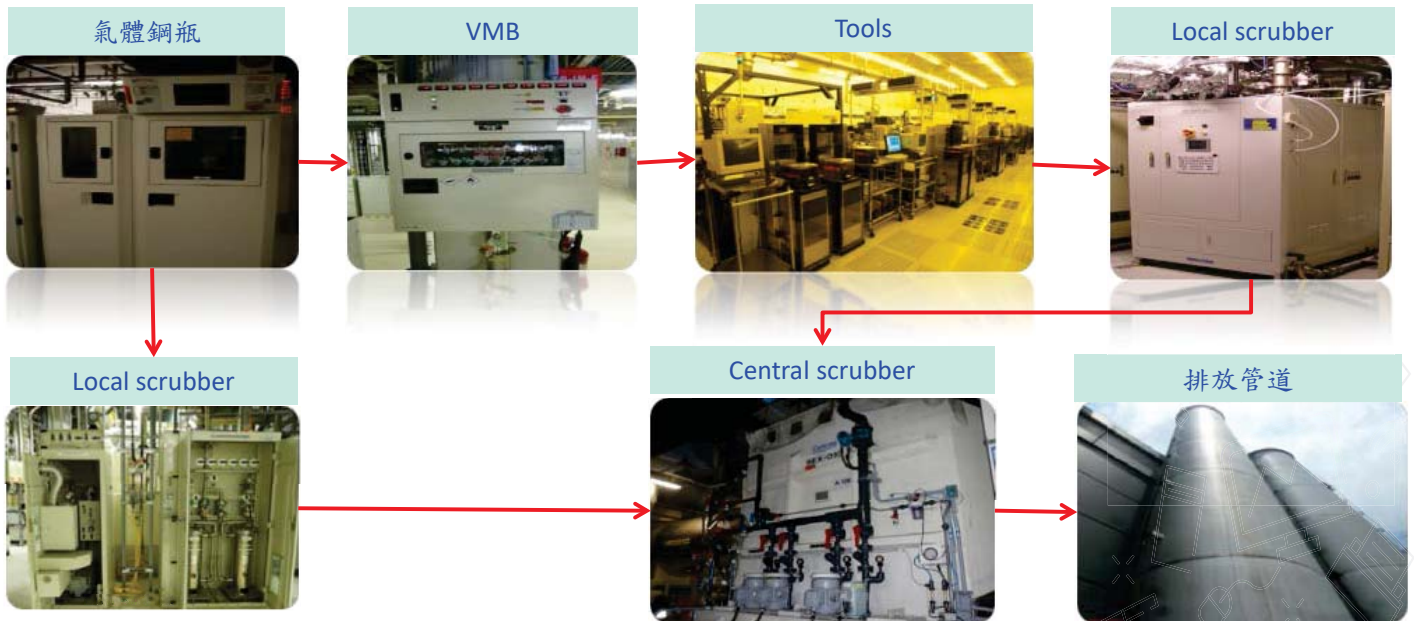 氣體鋼瓶
VMB
Tools
Local scrubber
Local scrubber
Central scrubber
排放管道